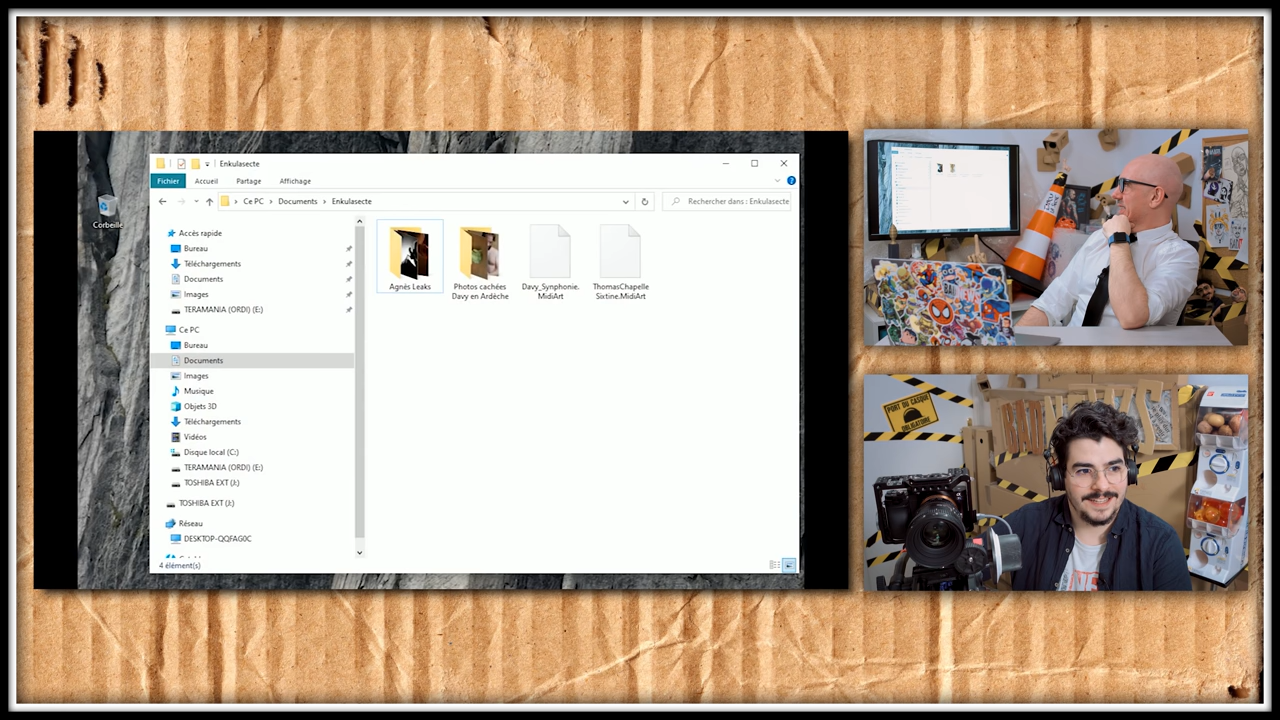 Corbeille
Enkulasecte
Fichier
Accueil
Partage
Affichage
Ce PC
Documents
Enkulasecte
Rechercher dans : Enkulasecte
Accès rapide
Bureau
Téléchargements
Documents
Images
TERAMANIA (ORDI) (E:)
Ce PC
Bureau
Documents
Images
Musique
Objets 3D
Téléchargements
Vidéos
Disque local (C:)
TERAMANIA (ORDI) (E:)
TOSHIBA EXT (J:)
TOSHIBA EXT (J:)
Réseau
DESKTOP-QQFAG0C
Agnès Leaks
Photos cachées
Davy en Ardèche
Davy_Synphonie.
MidiArt
ThomasChapelle
Sixtine.MidiArt
4 élément(s)
PORT DU CASQUE
OBLIGATOIRE